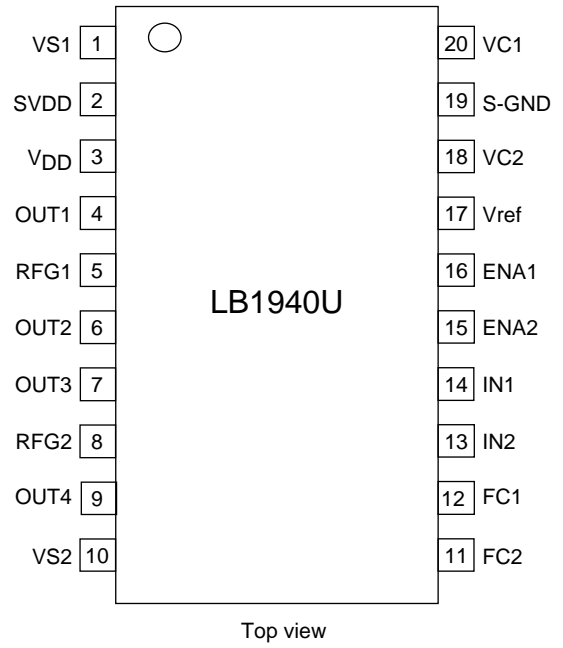 VS1 1 20 VC1
SVDD 2 19 S-GND
VDD 3 18 VC2
OUT1 4 17 Vref
RFG1 5 16 ENA1
LB1940U
OUT2 6 15 ENA2
OUT3 7 14 IN1
RFG2 8 13 IN2
OUT4 9 12 FC1
VS2 10 11 FC2
Top view